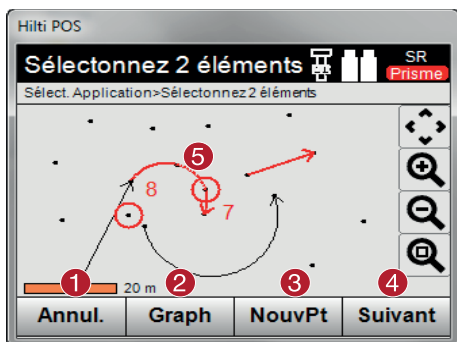 Hilti POS
Sélectonnez 2 éléments
SR
Prisme
Sélect. Application>Sélectonnez 2 éléments
5
8
7
1
20 m
2
3
4
Annul.
Graph
NouvPt
Suivant